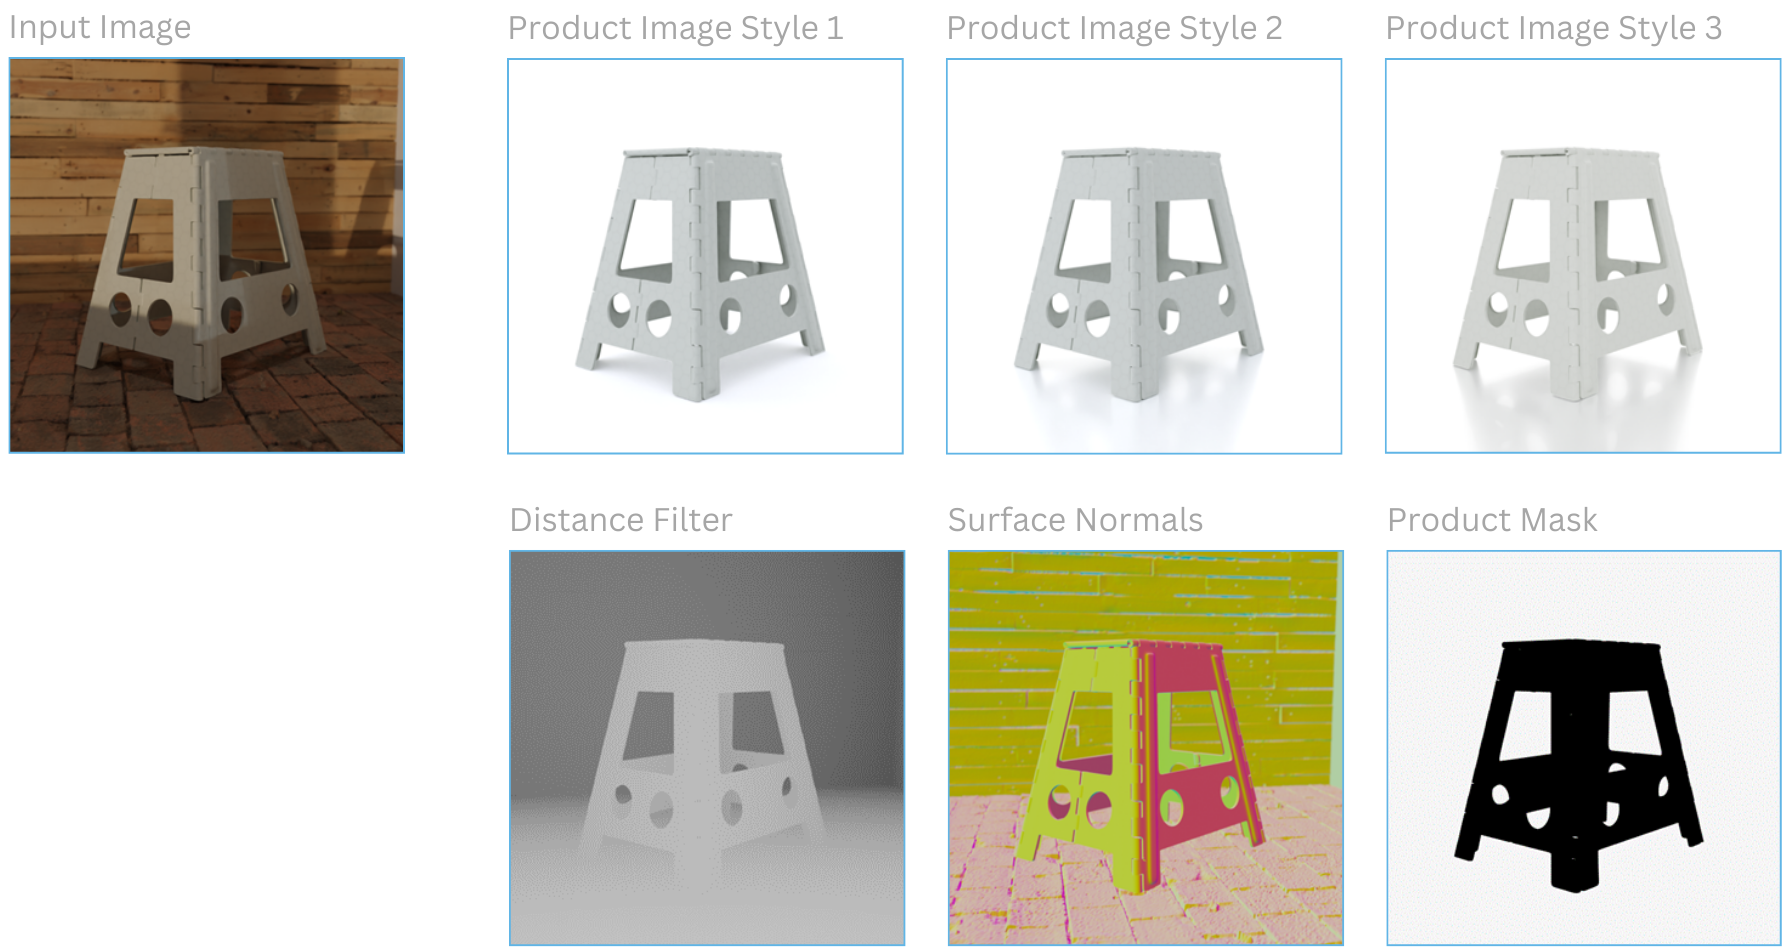 Input Image
Product Image Style 1
Product Image Style 2
Product Image Style 3
Distance Filter
Surface Normals
Product Mask